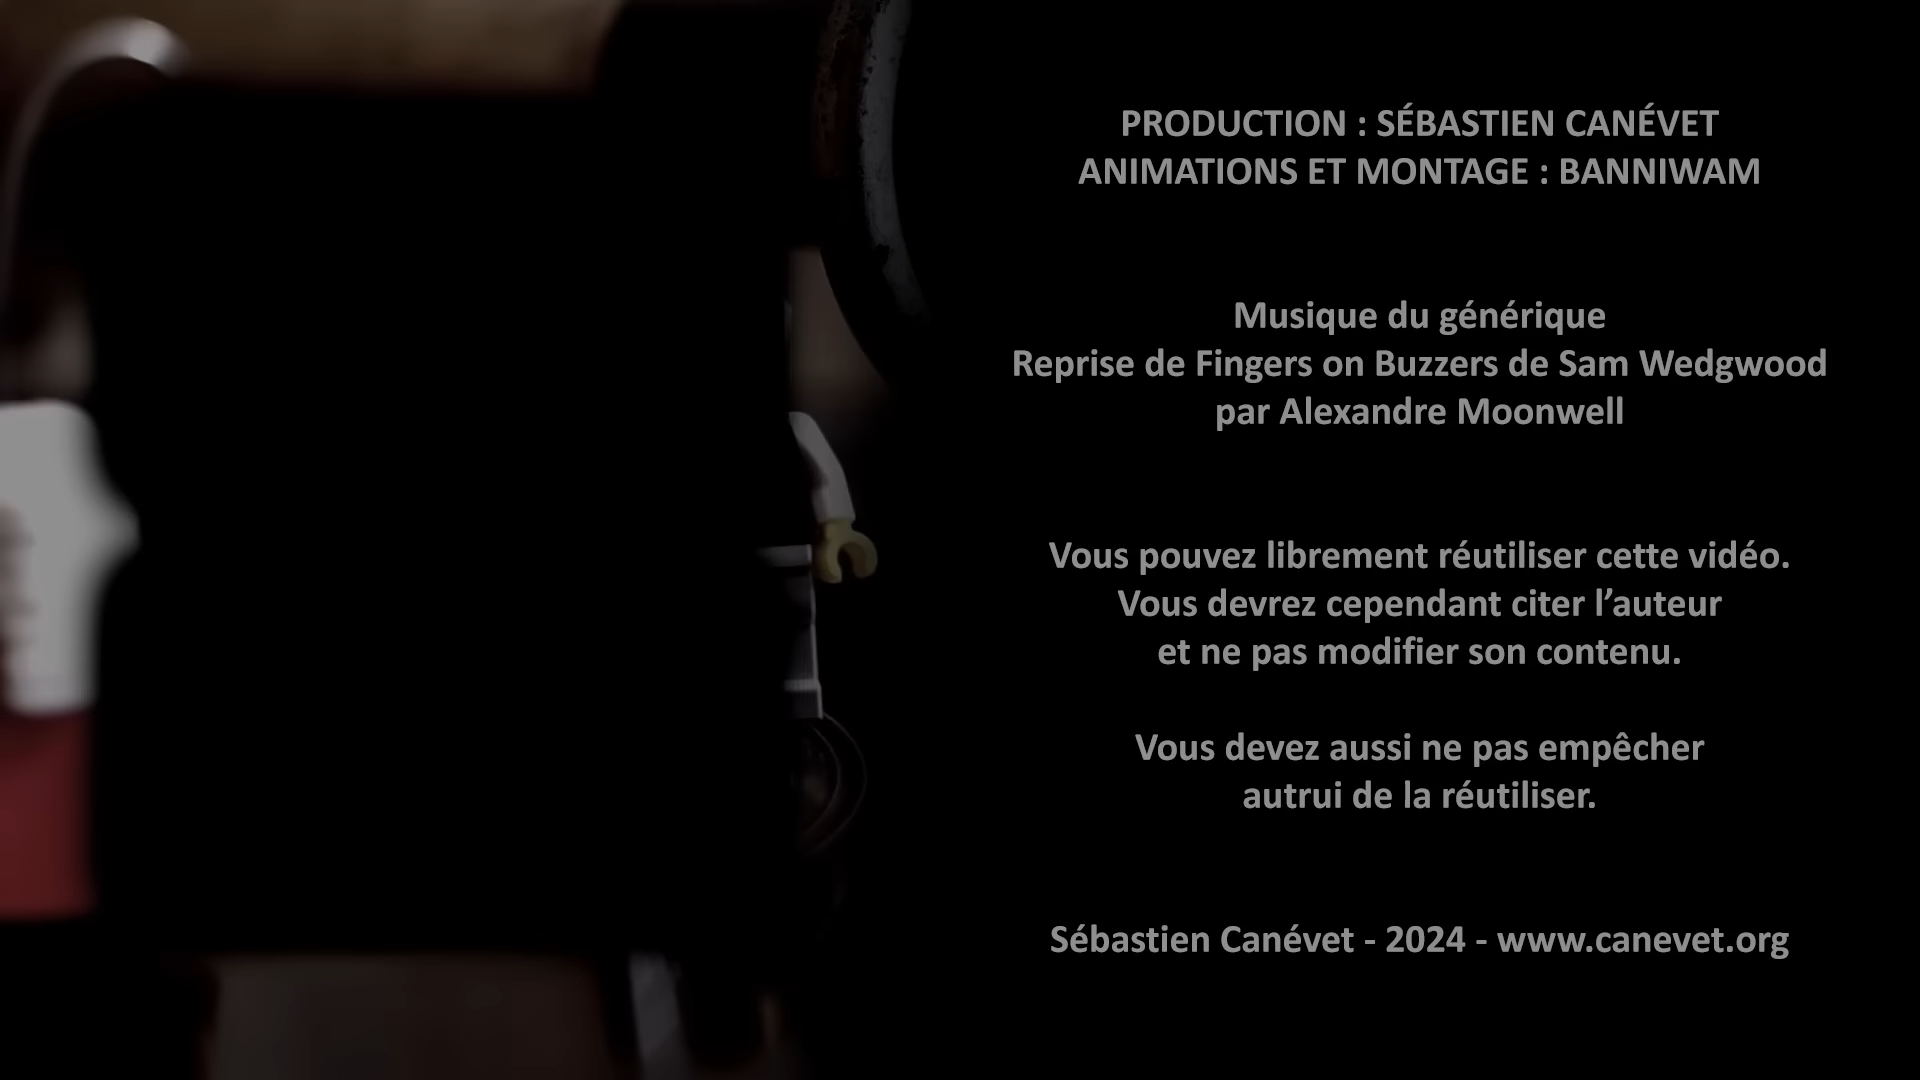 PRODUCTION : SÉBASTIEN CANÉVET
ANIMATIONS ET MONTAGE : BANNIWAM
Musique du générique
Reprise de Fingers on Buzzers de Sam Wedgwood
par Alexandre Moonwell
Vous pouvez librement réutiliser cette vidéo.
Vous devrez cependant citer l’auteur
et ne pas modifier son contenu.
Vous devez aussi ne pas empêcher
autrui de la réutiliser.
Sébastien Canévet - 2024 - www.canevet.org